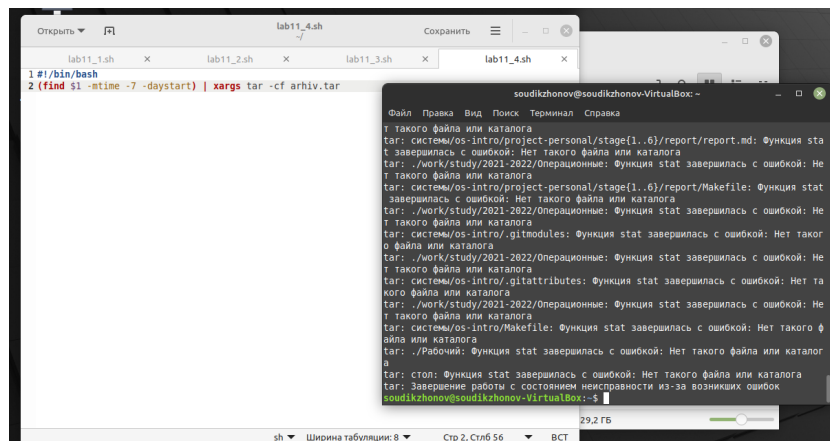 Открыть
lab11_4.sh
~/
Сохранить
lab11_1.sh
lab11_2.sh
lab11_3.sh
lab11_4.sh
1 #!/bin/bash
2 (find $1 -mtime -7 -daystart) | xargs tar -cf arhiv.tar
soudikzhonov@soudikzhonov-VirtualBox: ~
Файл Правка Вид Поиск Терминал Справка
т такого файла или каталога
tar: системы/os-intro/project-personal/stage{1..6}/report/report.md: Функция sta
t завершилась с ошибкой: Нет такого файла или каталога
tar: ./work/study/2021-2022/Операционные: Функция stat завершилась с ошибкой: Не
т такого файла или каталога
tar: системы/os-intro/project-personal/stage{1..6}/report/Makefile: Функция stat
завершилась с ошибкой: Нет такого файла или каталога
tar: ./work/study/2021-2022/Операционные: Функция stat завершилась с ошибкой: Не
т такого файла или каталога
tar: системы/os-intro/.gitmodules: Функция stat завершилась с ошибкой: Нет таког
о файла или каталога
tar: ./work/study/2021-2022/Операционные: Функция stat завершилась с ошибкой: Не
т такого файла или каталога
tar: системы/os-intro/.gitattributes: Функция stat завершилась с ошибкой: Нет та
кого файла или каталога
tar: ./work/study/2021-2022/Операционные: Функция stat завершилась с ошибкой: Не
т такого файла или каталога
tar: системы/os-intro/Makefile: Функция stat завершилась с ошибкой: Нет такого ф
айла или каталога
tar: ./Рабочий: Функция stat завершилась с ошибкой: Нет такого файла или каталог
а
tar: стол: Функция stat завершилась с ошибкой: Нет такого файла или каталога
tar: Завершение работы с состоянием неисправности из-за возникших ошибок
soudikzhonov@soudikzhonov-VirtualBox:~$
29,2 ГБ
sh
Ширина табуляции: 8
Стр 2, Стлб 56
ВСТ